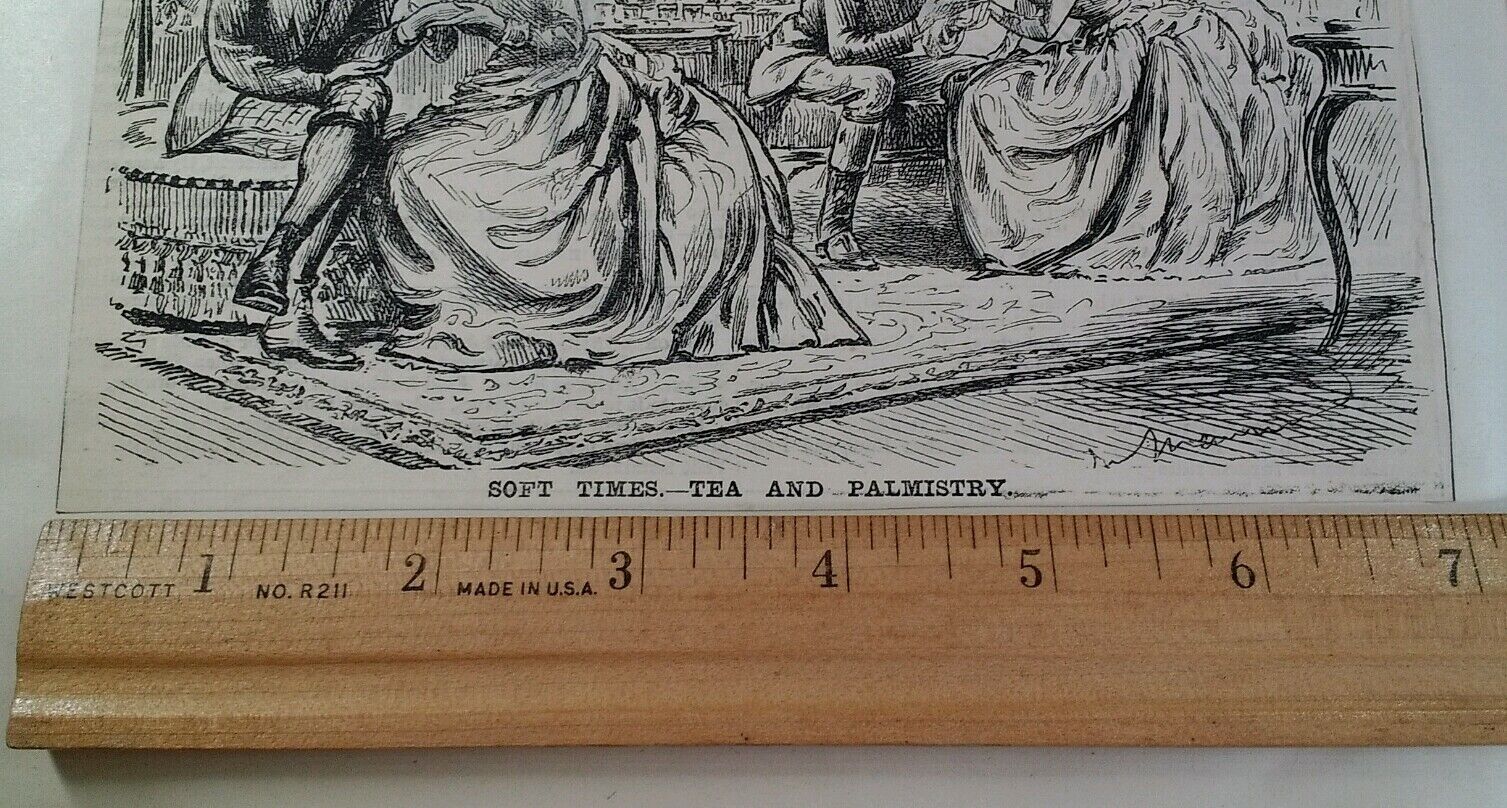 SOFT TIMES.—TEA AND PALMISTRY.
1 2 3 4 5 6 7
WESTCOTT NO. R211 MADE IN U.S.A.